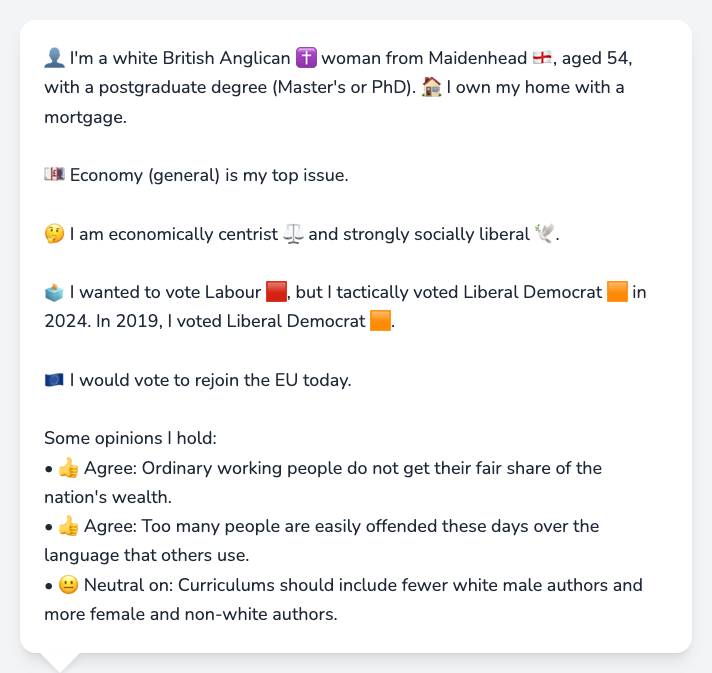 👤 I'm a white British Anglican ✝️ woman from Maidenhead 🏴󠁧󠁢󠁥󠁮󠁧󠁿, aged 54,
with a postgraduate degree (Master's or PhD). 🏠 I own my home with a
mortgage.
💷 Economy (general) is my top issue.
🤔 I am economically centrist ⚖️ and strongly socially liberal 🕊️.
🗳️ I wanted to vote Labour 🟥, but I tactically voted Liberal Democrat 🟧 in
2024. In 2019, I voted Liberal Democrat 🟧.
🇪🇺 I would vote to rejoin the EU today.
Some opinions I hold:
• 👍 Agree: Ordinary working people do not get their fair share of the
nation's wealth.
• 👍 Agree: Too many people are easily offended these days over the
language that others use.
• 😐 Neutral on: Curriculums should include fewer white male authors and
more female and non-white authors.